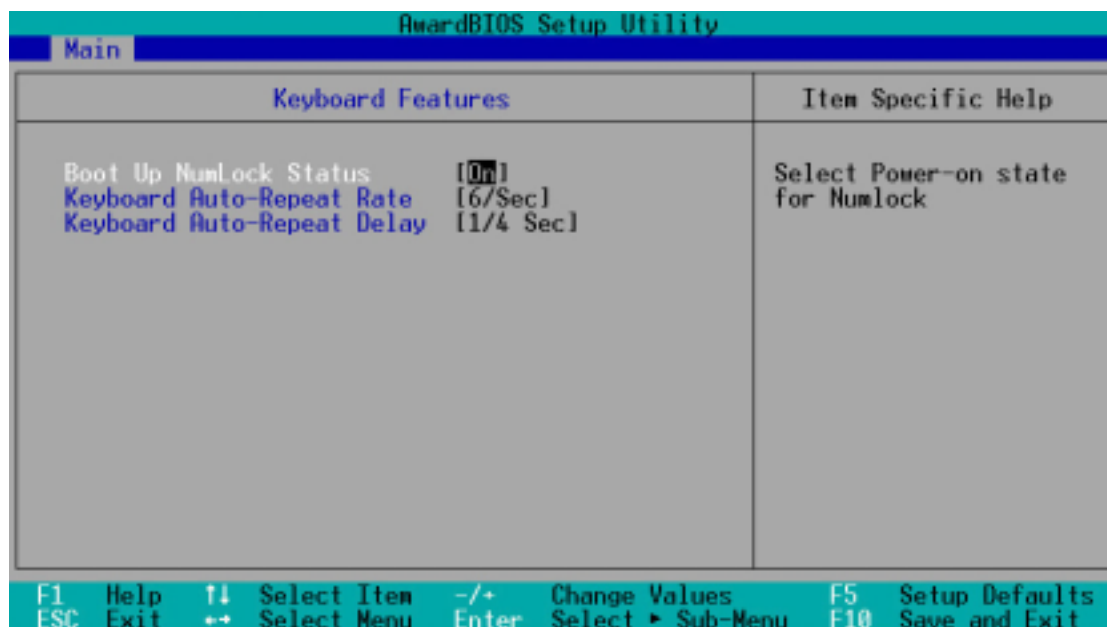 AwardBIOS Setup Utility
Main
Keyboard Features
Item Specific Help
Boot Up NumLock Status [On]
Keyboard Auto-Repeat Rate [6/Sec]
Keyboard Auto-Repeat Delay [1/4 Sec]
Select Power-on state
for Numlock
F1 Help ↑↓ Select Item -/+ Change Values F5 Setup Defaults
ESC Exit ←→ Select Menu Enter Select ▸ Sub-Menu F10 Save and Exit